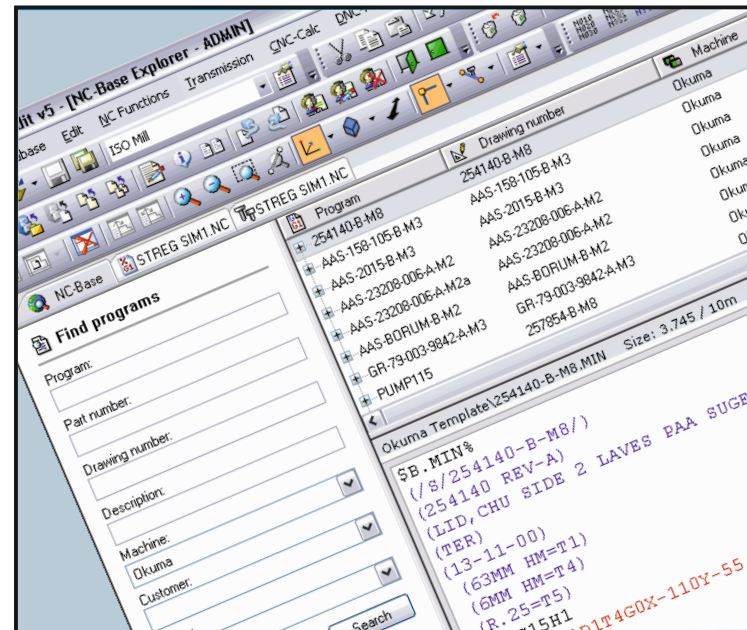 dit v5 - [NC-Base Explorer - ADMIN]
Edit NC Functions Transmission CNC-Calc
ISO Mill
NC-Base STREG SIM1.NC STREG SIM1.NC
Find programs
Program:
Part number:
Drawing number:
Description:
Machine:
Okuma
Customer:
Search
Program Drawing number Machine
254140-B-M8 254140-B-M8 Okuma
AAS-158-105-B-M3 AAS-158-105-B-M3 Okuma
AAS-2015-B-M3 AAS-2015-B-M3 Okuma
AAS-23208-006-A-M2 AAS-23208-006-A-M2 Okuma
AAS-23208-006-A-M2a AAS-23208-006-A-M2 Okuma
AAS-BORUM-B-M2 AAS-BORUM-B-M2
GR-79-003-9842-A-M3 GR-79-003-9842-A-M3
PUMP115 257854-B-M8
Okuma Template\254140-B-M8.MIN Size: 3.745 / 10m
$B.MIN%
(/S/254140-B-M8/)
(254140 REV-A)
(LID,CHU SIDE 2 LAVES PAA SUGE
(TER)
(13-11-00)
(63MM HM=T1)
(6MM HM=T4)
(R.25=T5)
G15H1
D1T4G0X-110Y-55